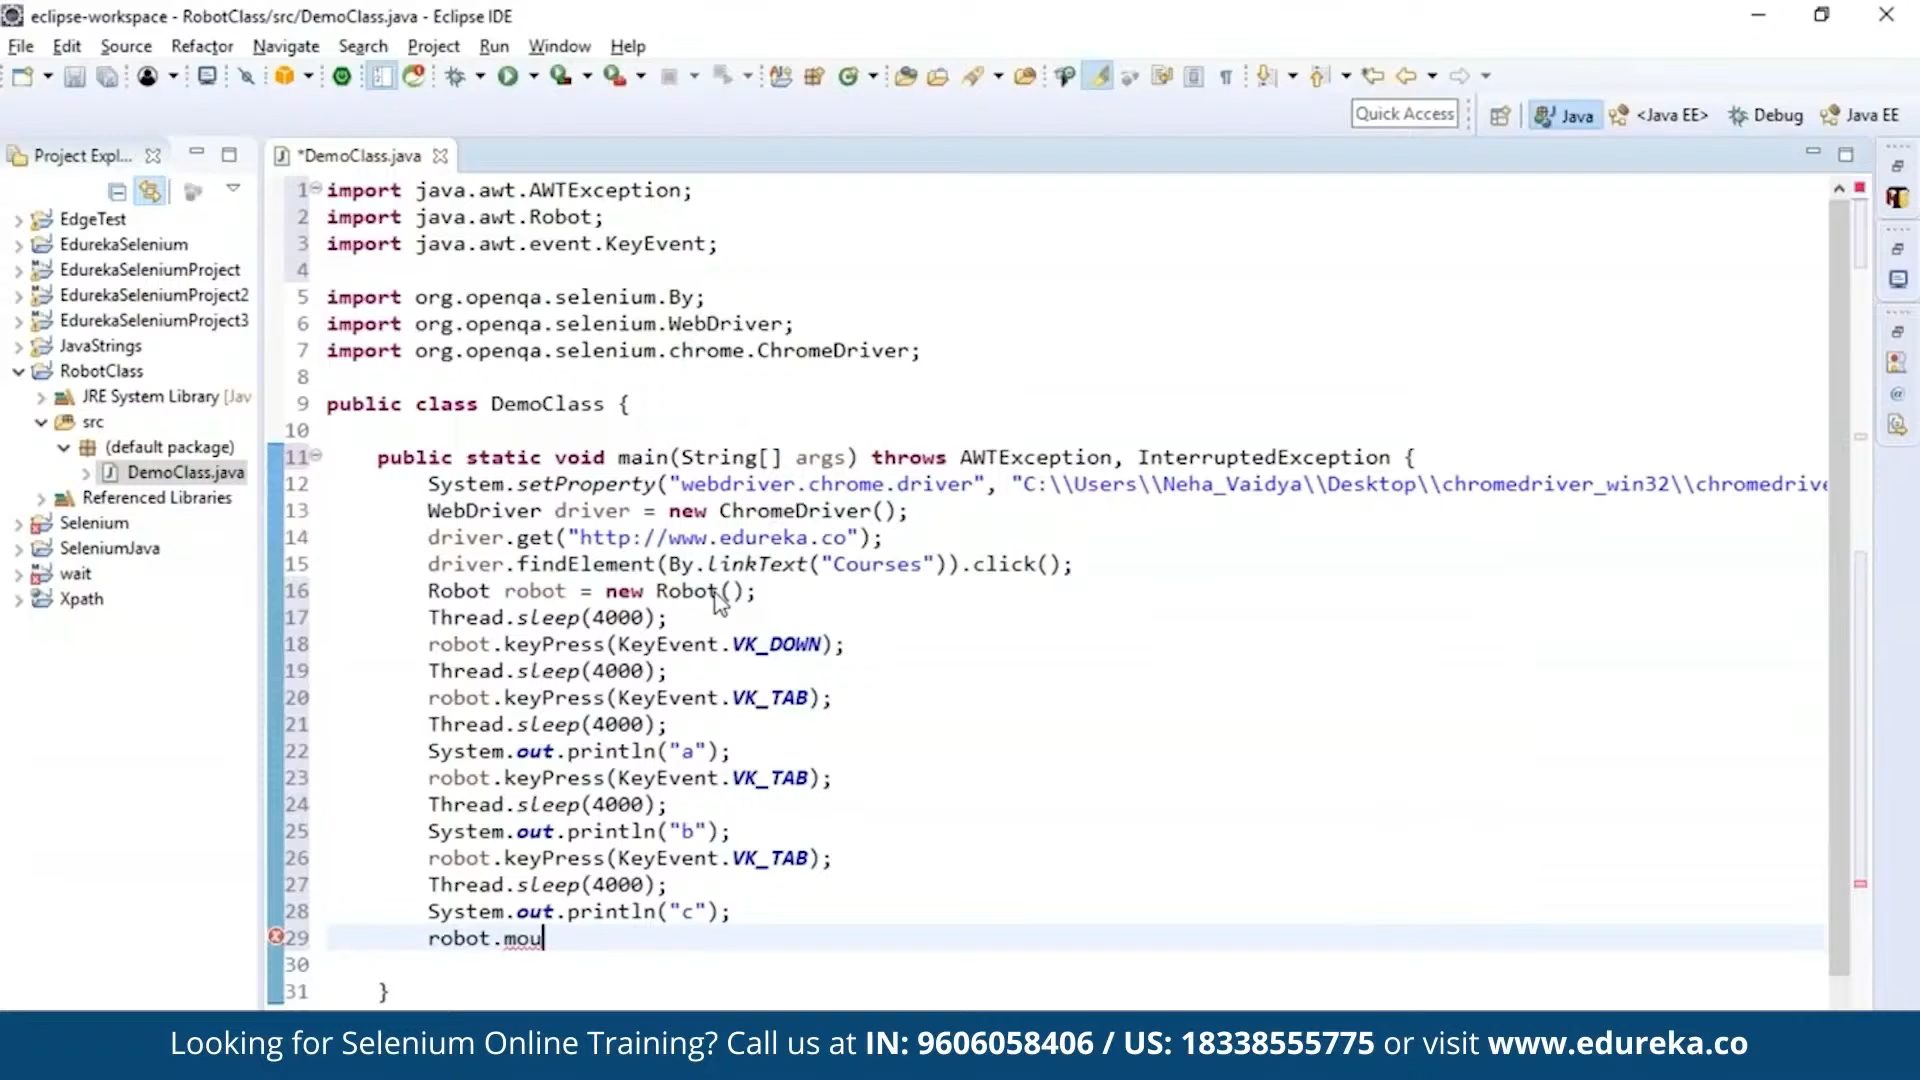 eclipse-workspace - RobotClass/src/DemoClass.java - Eclipse IDE
File Edit Source Refactor Navigate Search Project Run Window Help
Quick Access
Java
<Java EE>
Debug
Java EE
Project Expl...
*DemoClass.java
EdgeTest
EdurekaSelenium
EdurekaSeleniumProject
EdurekaSeleniumProject2
EdurekaSeleniumProject3
JavaStrings
RobotClass
JRE System Library [Jav
src
(default package)
DemoClass.java
Referenced Libraries
Selenium
SeleniumJava
wait
Xpath
1 import java.awt.AWTException;
2 import java.awt.Robot;
3 import java.awt.event.KeyEvent;
4
5 import org.openqa.selenium.By;
6 import org.openqa.selenium.WebDriver;
7 import org.openqa.selenium.chrome.ChromeDriver;
8
9 public class DemoClass {
10
11 public static void main(String[] args) throws AWTException, InterruptedException {
12 System.setProperty("webdriver.chrome.driver", "C:\\Users\\Neha_Vaidya\\Desktop\\chromedriver_win32\\chromedrive
13 WebDriver driver = new ChromeDriver();
14 driver.get("http://www.edureka.co");
15 driver.findElement(By.linkText("Courses")).click();
16 Robot robot = new Robot();
17 Thread.sleep(4000);
18 robot.keyPress(KeyEvent.VK_DOWN);
19 Thread.sleep(4000);
20 robot.keyPress(KeyEvent.VK_TAB);
21 Thread.sleep(4000);
22 System.out.println("a");
23 robot.keyPress(KeyEvent.VK_TAB);
24 Thread.sleep(4000);
25 System.out.println("b");
26 robot.keyPress(KeyEvent.VK_TAB);
27 Thread.sleep(4000);
28 System.out.println("c");
29 robot.mou
30
31 }
Looking for Selenium Online Training? Call us at IN: 9606058406 / US: 18338555775 or visit www.edureka.co